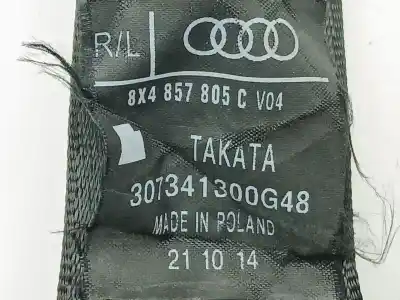 R/L
8X4 857 805 C V04
TAKATA
307341300G48
MADE IN POLAND
21 10 14